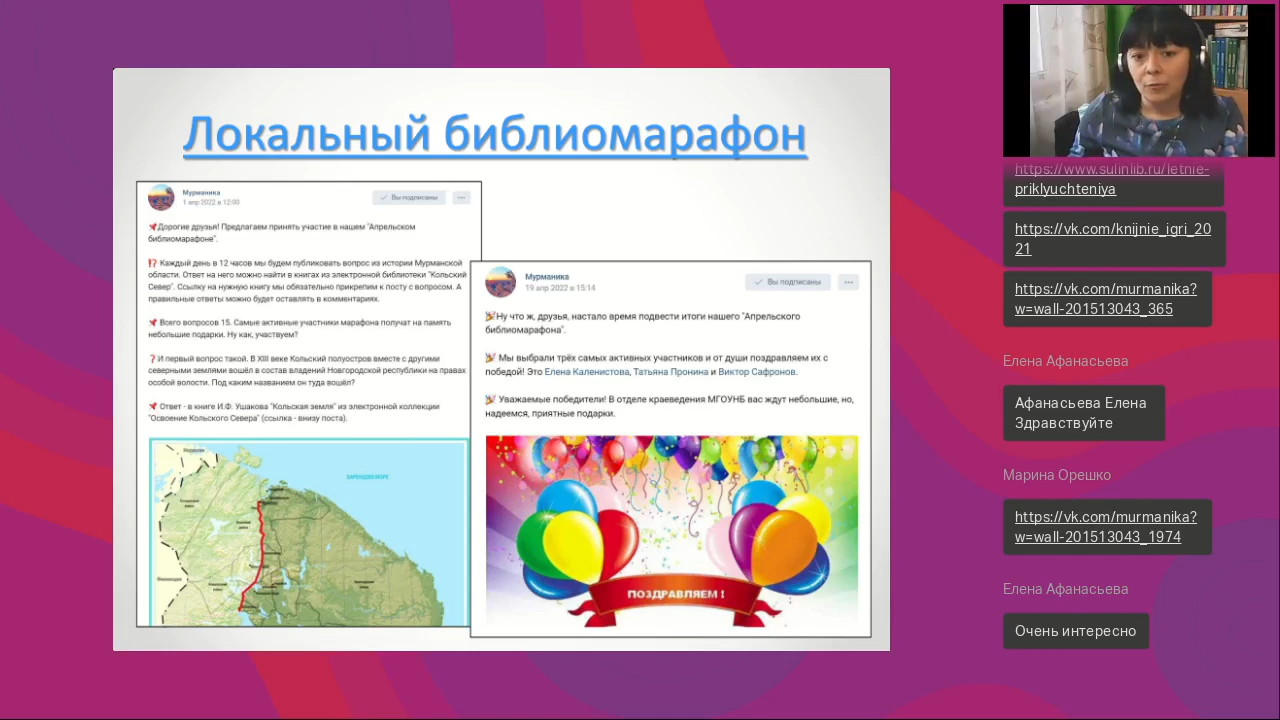 Локальный библиомарафон
Мурманика
1 апр 2022 в 12:00
Вы подписаны
📌Дорогие друзья! Предлагаем принять участие в нашем "Апрельском
библиомарафоне".
⁉ Каждый день в 12 часов мы будем публиковать вопрос из истории Мурманской
области. Ответ на него можно найти в книгах из электронной библиотеки "Кольский
Север". Ссылку на нужную книгу мы обязательно прикрепим к посту с вопросом. А
правильные ответы можно будет оставлять в комментариях.
📌 Всего вопросов 15. Самые активные участники марафона получат на память
небольшие подарки. Ну как, участвуем?
❓И первый вопрос такой. В XIII веке Кольский полуостров вместе с другими
северными землями вошёл в состав владений Новгородской республики на правах
особой волости. Под каким названием он туда вошёл?
📌 Ответ - в книге И.Ф. Ушакова "Кольская земля" из электронной коллекции
"Освоение Кольского Севера" (ссылка - внизу поста).
БАРЕНЦЕВО МОРЕ
Мурманика
19 апр 2022 в 15:14
Вы подписаны
🎉Ну что ж, друзья, настало время подвести итоги нашего "Апрельского
библиомарафона".
🎉 Мы выбрали трёх самых активных участников и от души поздравляем их с
победой! Это Елена Каленистова, Татьяна Пронина и Виктор Сафронов.
🎉 Уважаемые победители! В отделе краеведения МГОУНБ вас ждут небольшие, но,
надеемся, приятные подарки.
ПОЗДРАВЛЯЕМ !
https://www.sulinlib.ru/letnie-
priklyuchteniya
https://vk.com/knijnie_igri_20
21
https://vk.com/murmanika?
w=wall-201513043_365
Елена Афанасьева
Афанасьева Елена
Здравствуйте
Марина Орешко
https://vk.com/murmanika?
w=wall-201513043_1974
Елена Афанасьева
Очень интересно